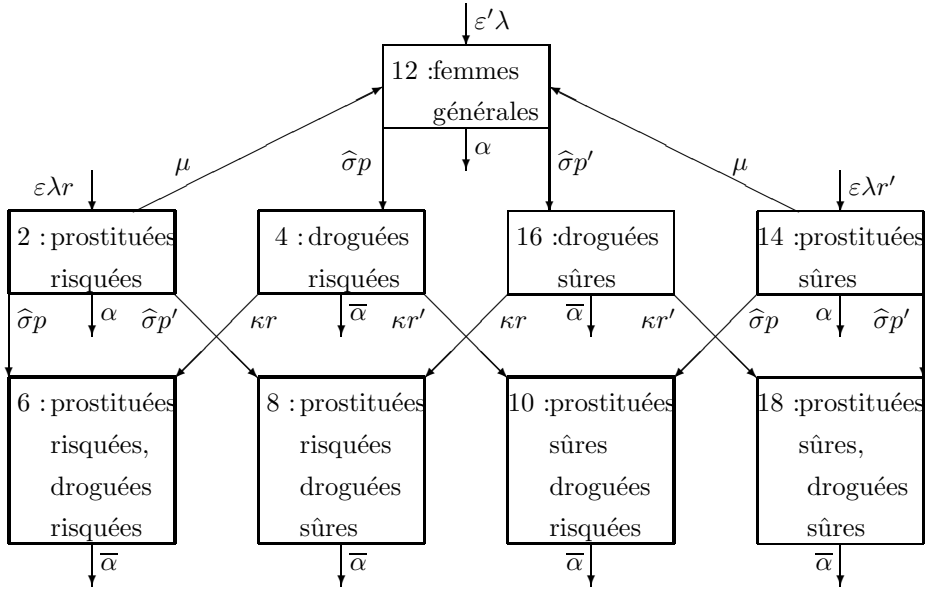 ε′λ
12 :femmes
générales
α
μ
σ̂p
σ̂p′
μ
ελr
ελr′
2 : prostituées
risquées
4 : droguées
risquées
16 :droguées
sûres
14 :prostituées
sûres
σ̂p
α
σ̂p′
κr
α̅
κr′
κr
α̅
κr′
σ̂p
α
σ̂p′
6 : prostituées
risquées,
droguées
risquées
8 : prostituées
risquées
droguées
sûres
10 :prostituées
sûres
droguées
risquées
18 :prostituées
sûres,
droguées
sûres
α̅
α̅
α̅
α̅